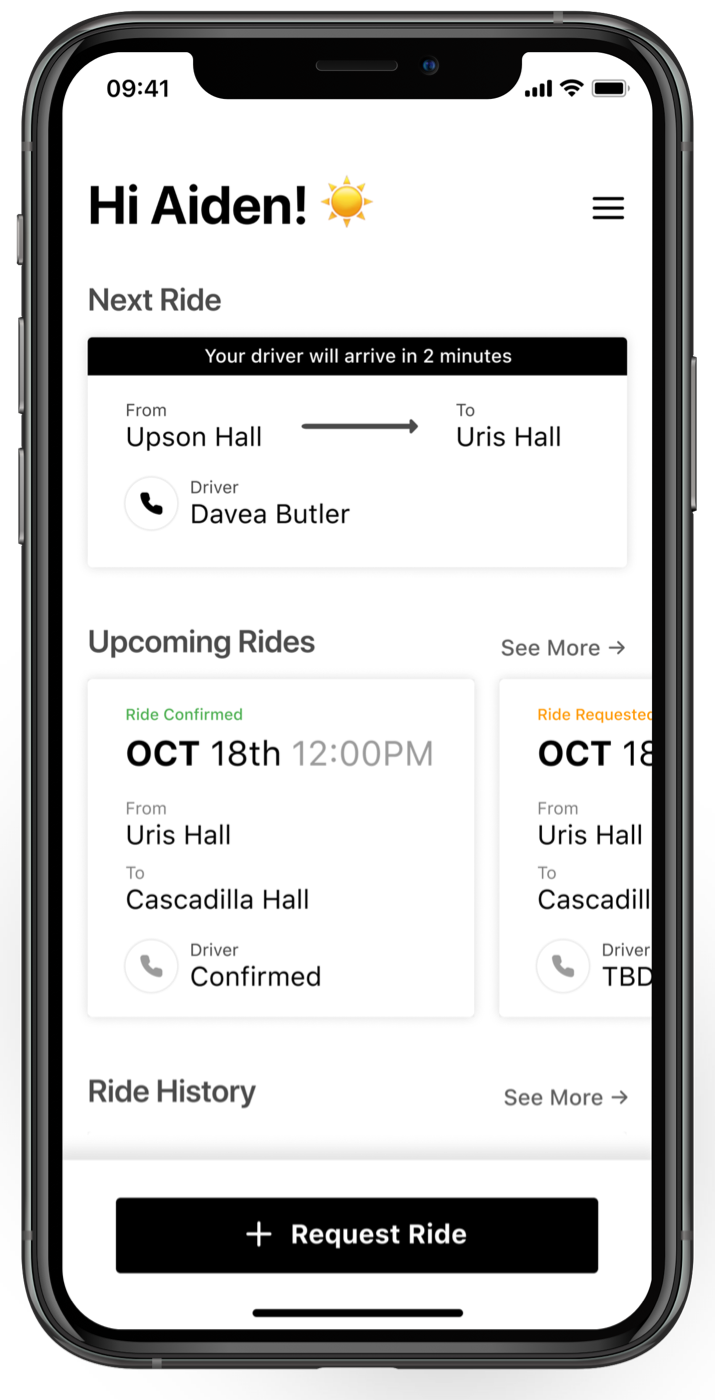 09:41
Hi Aiden!
Next Ride
Your driver will arrive in 2 minutes
From
To
Upson Hall
Uris Hall
Driver
Davea Butler
Upcoming Rides
See More →
Ride Confirmed
OCT 18th 12:00PM
From
Uris Hall
To
Cascadilla Hall
Driver
Confirmed
Ride Requested
OCT 18
From
Uris Hall
To
Cascadill
Driver
TBD
Ride History
See More →
+ Request Ride